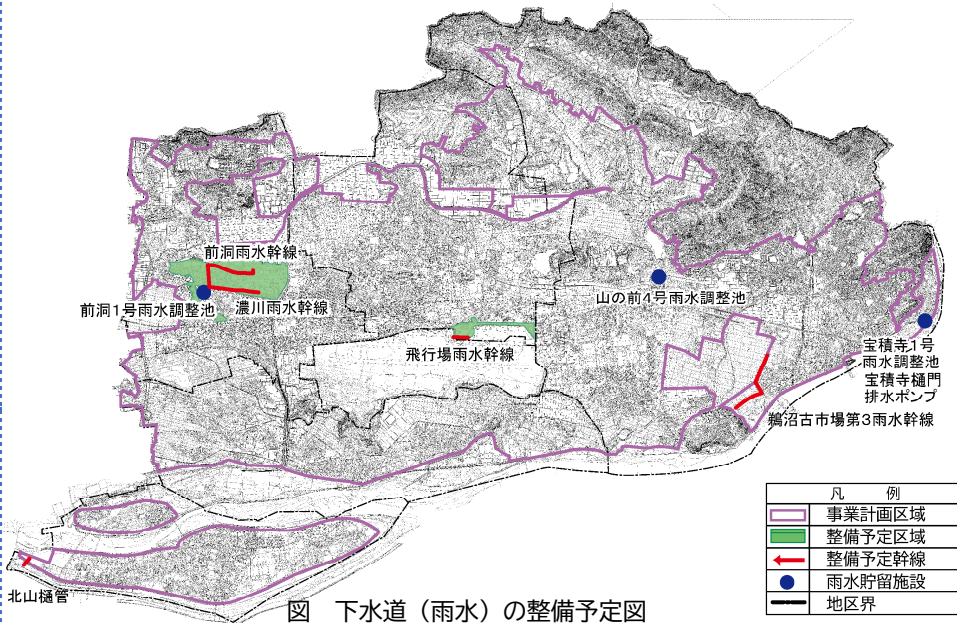 前洞雨水幹線
前洞1号雨水調整池
濃川雨水幹線
山の前4号雨水調整池
飛行場雨水幹線
宝積寺1号
雨水調整池
宝積寺樋門
排水ポンプ
鵜沼古市場第3雨水幹線
北山樋管
凡 例
事業計画区域
整備予定区域
整備予定幹線
雨水貯留施設
地区界
図 下水道（雨水）の整備予定図